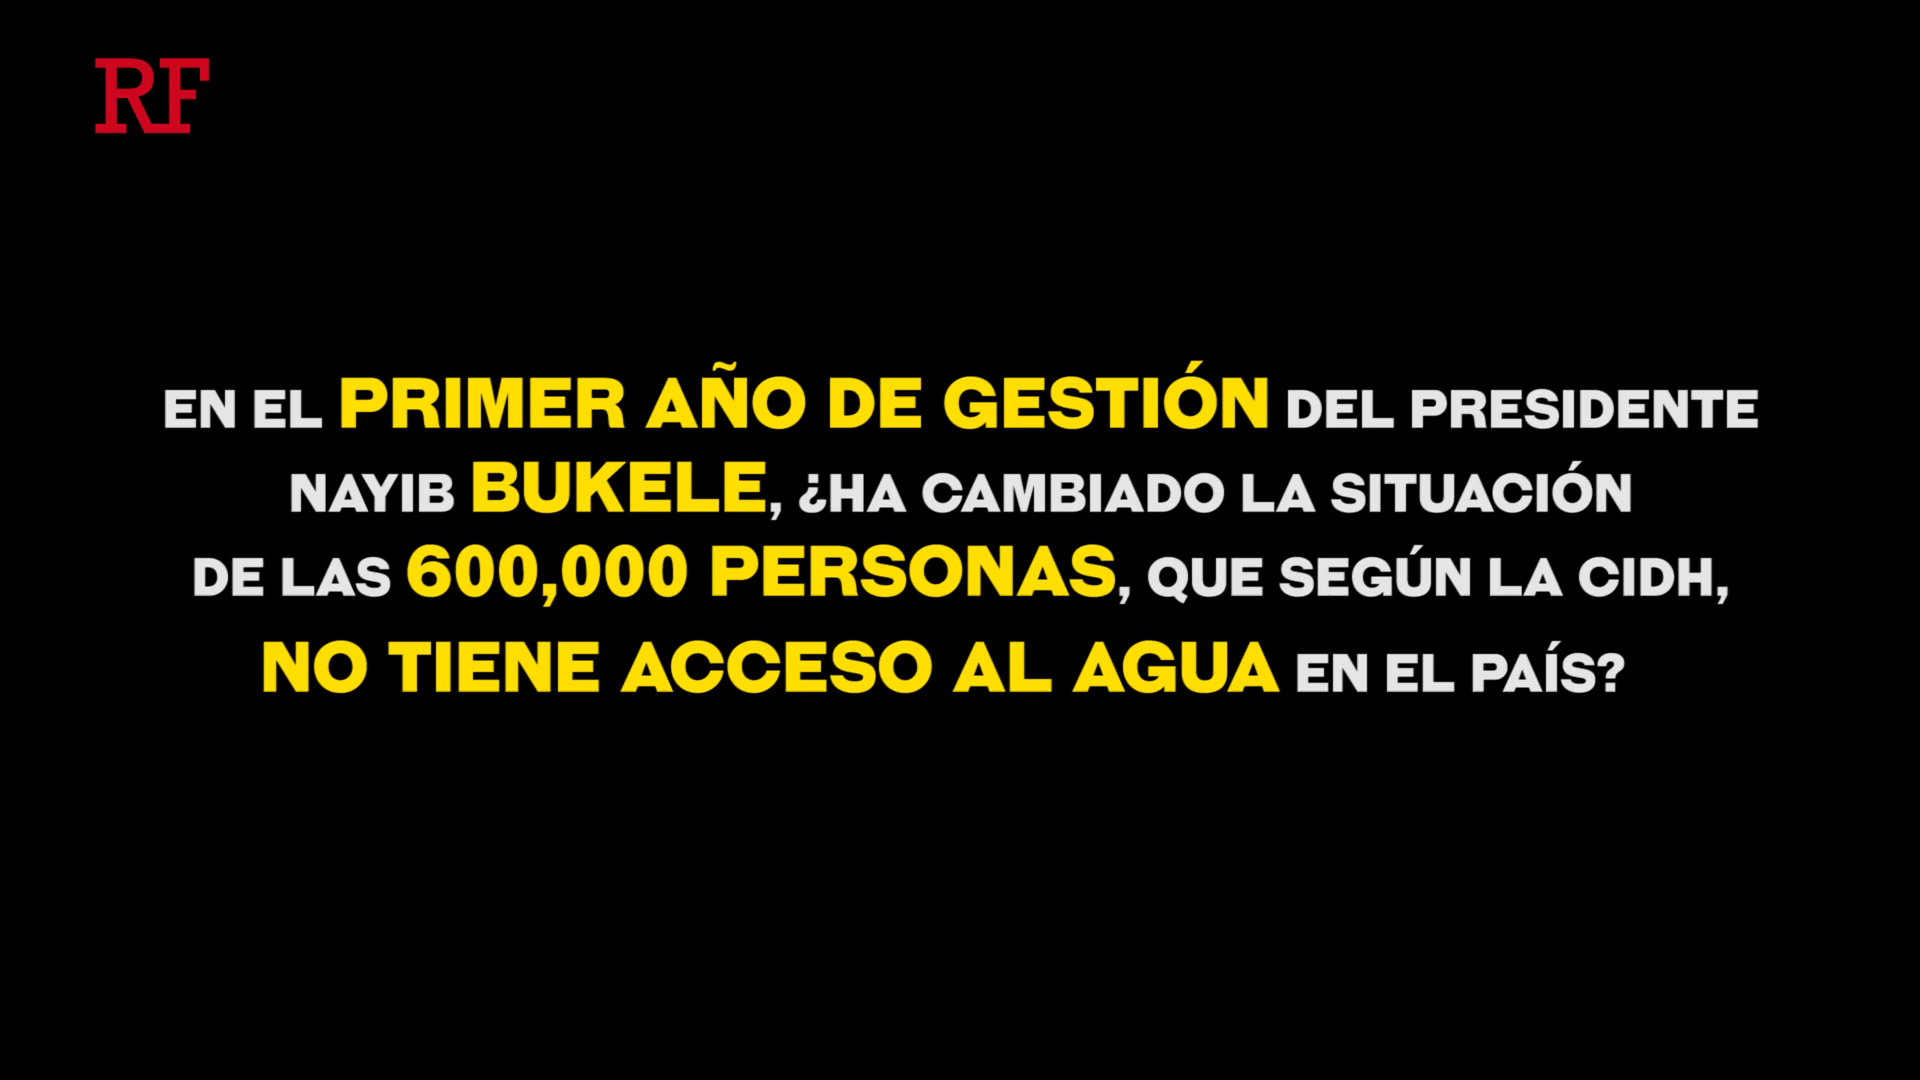 RF
EN EL PRIMER AÑO DE GESTIÓN DEL PRESIDENTE
NAYIB BUKELE, ¿HA CAMBIADO LA SITUACIÓN
DE LAS 600,000 PERSONAS, QUE SEGÚN LA CIDH,
NO TIENE ACCESO AL AGUA EN EL PAÍS?